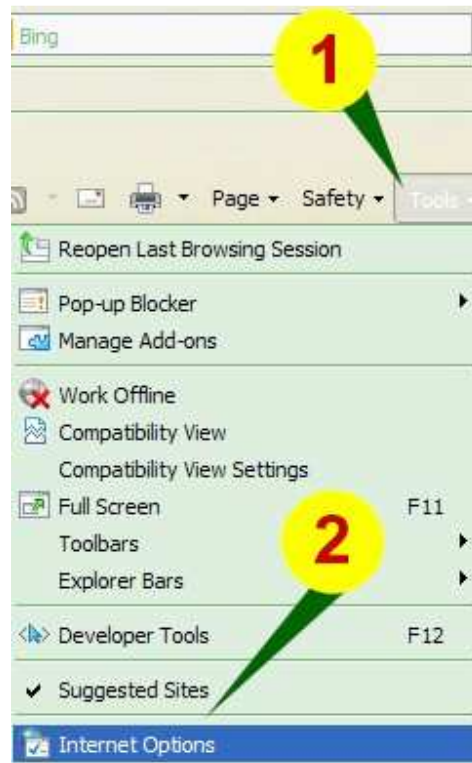 Bing
1
Page Safety Tools
Reopen Last Browsing Session
Pop-up Blocker
Manage Add-ons
Work Offline
Compatibility View
Compatibility View Settings
Full Screen F11
2
Toolbars
Explorer Bars
Developer Tools F12
Suggested Sites
Internet Options